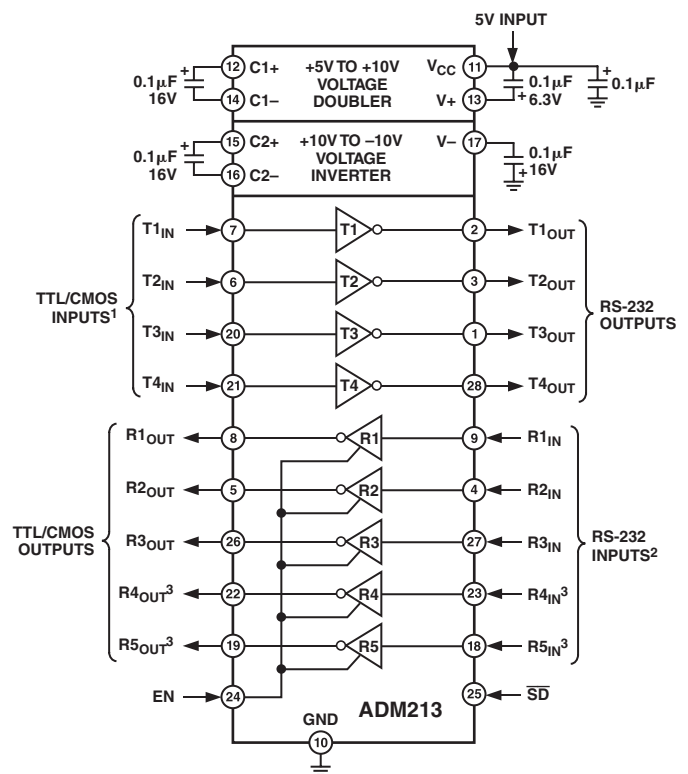 5V INPUT
0.1µF
16V
+
12
14
C1+
C1–
+5V TO +10V
VOLTAGE
DOUBLER
VCC
V+
11
13
0.1µF
+ 6.3V
+
0.1µF
0.1µF
16V
+
15
16
C2+
C2–
+10V TO –10V
VOLTAGE
INVERTER
V–
17
0.1µF
+ 16V
TTL/CMOS
INPUTS1
T1IN 7 T1 2 T1OUT
T2IN 6 T2 3 T2OUT
T3IN 20 T3 1 T3OUT
T4IN 21 T4 28 T4OUT
RS-232
OUTPUTS
TTL/CMOS
OUTPUTS
R1OUT 8 R1 9 R1IN
R2OUT 5 R2 4 R2IN
R3OUT 26 R3 27 R3IN
R4OUT3 22 R4 23 R4IN3
R5OUT3 19 R5 18 R5IN3
RS-232
INPUTS2
EN 24
ADM213
25 SD
GND
10